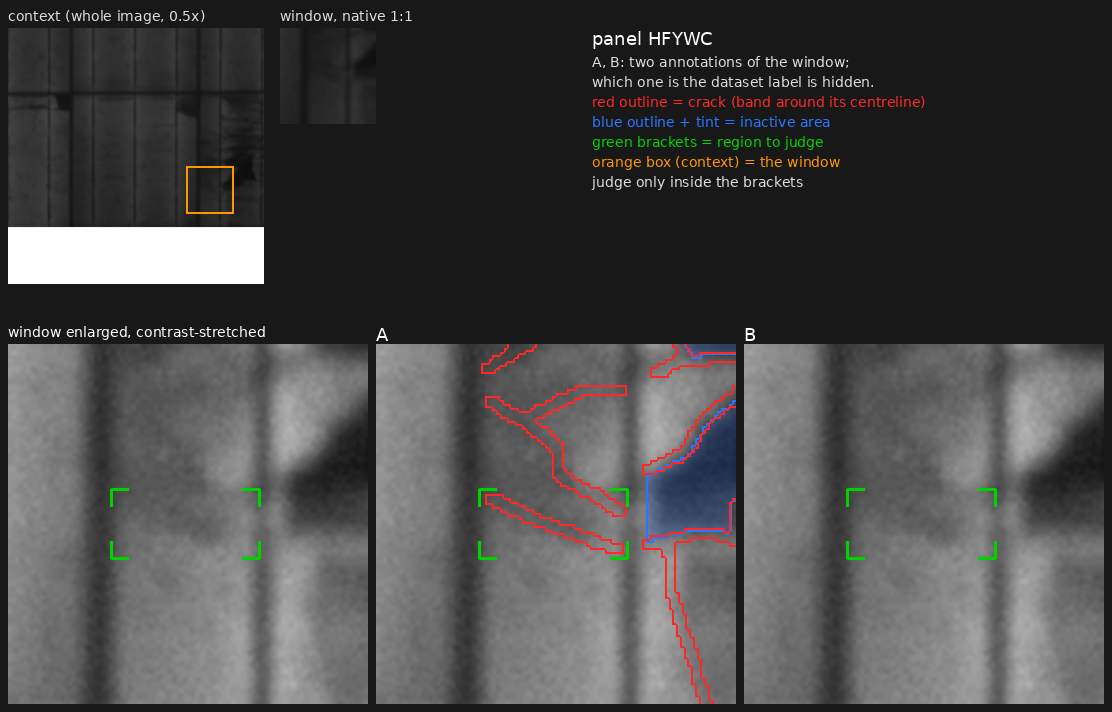 context (whole image, 0.5x)
window, native 1:1
panel HFYWC
A, B: two annotations of the window;
which one is the dataset label is hidden.
red outline = crack (band around its centreline)
blue outline + tint = inactive area
green brackets = region to judge
orange box (context) = the window
judge only inside the brackets
window enlarged, contrast-stretched
A
B